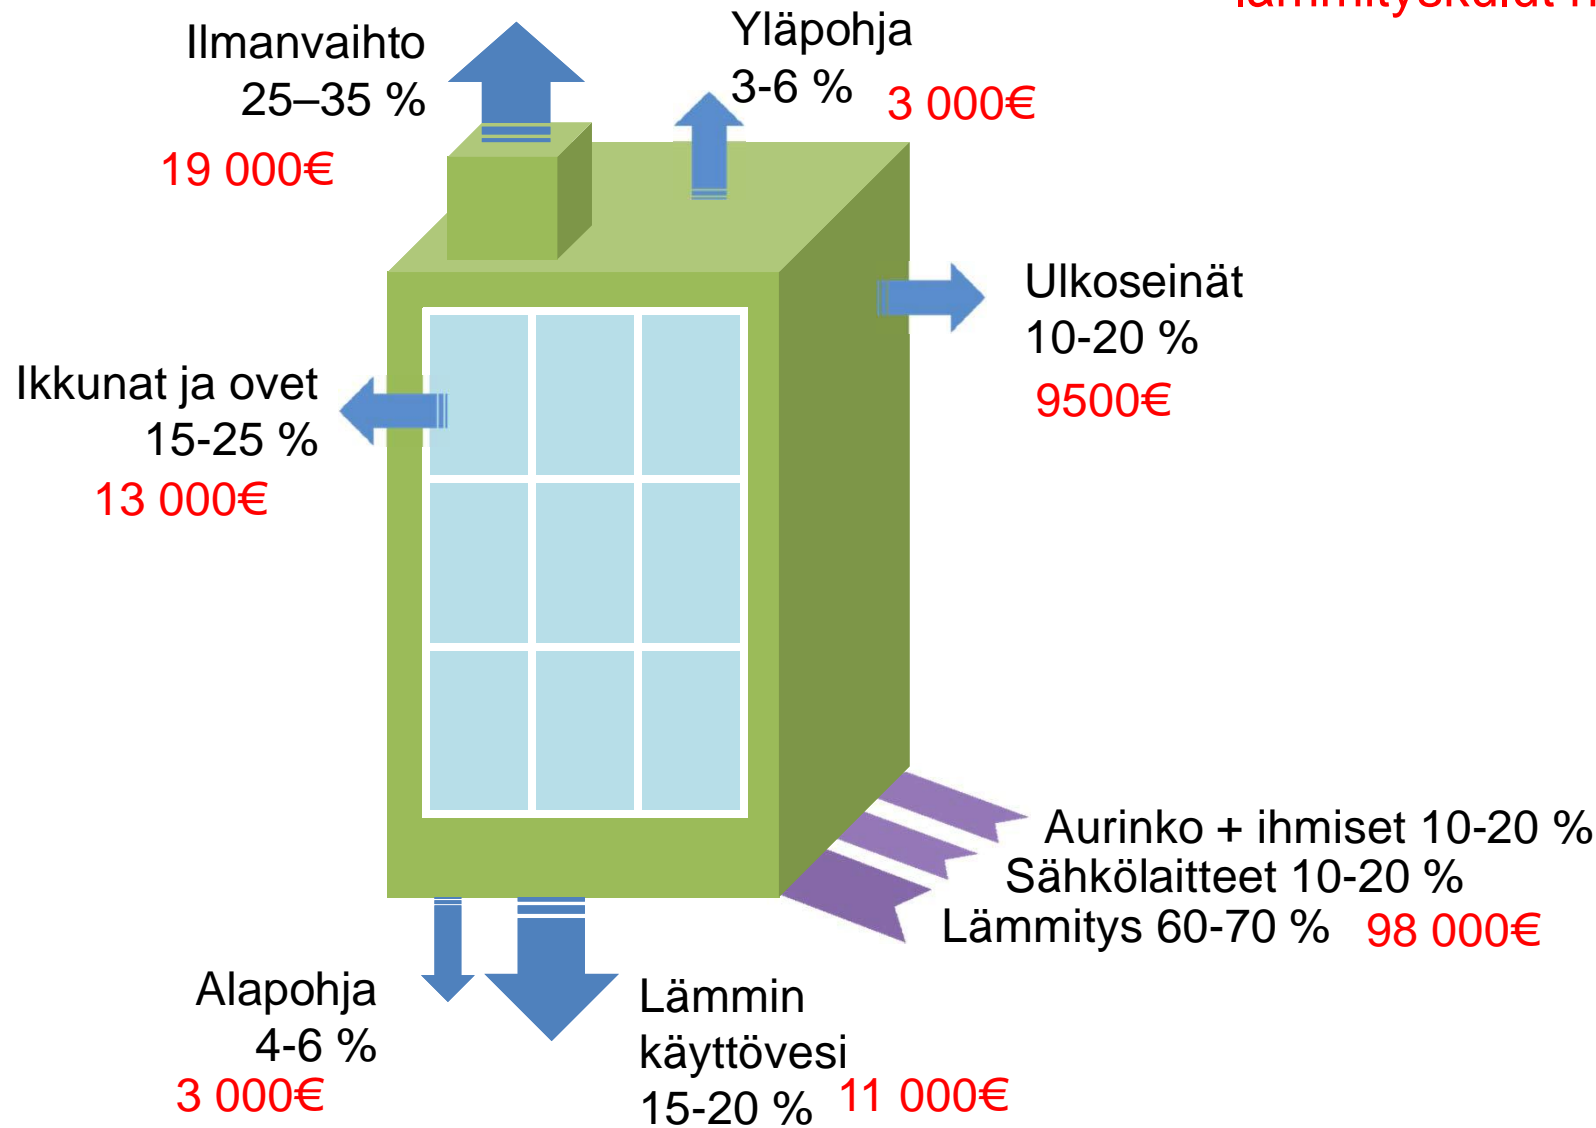 lämmityskulut
Ilmanvaihto
25–35 %
19 000€
Yläpohja
3-6 %
3 000€
Ulkoseinät
10-20 %
9500€
Ikkunat ja ovet
15-25 %
13 000€
Aurinko + ihmiset 10-20 %
Sähkölaitteet 10-20 %
Lämmitys 60-70 %
98 000€
Alapohja
4-6 %
3 000€
Lämmin
käyttövesi
15-20 %
11 000€